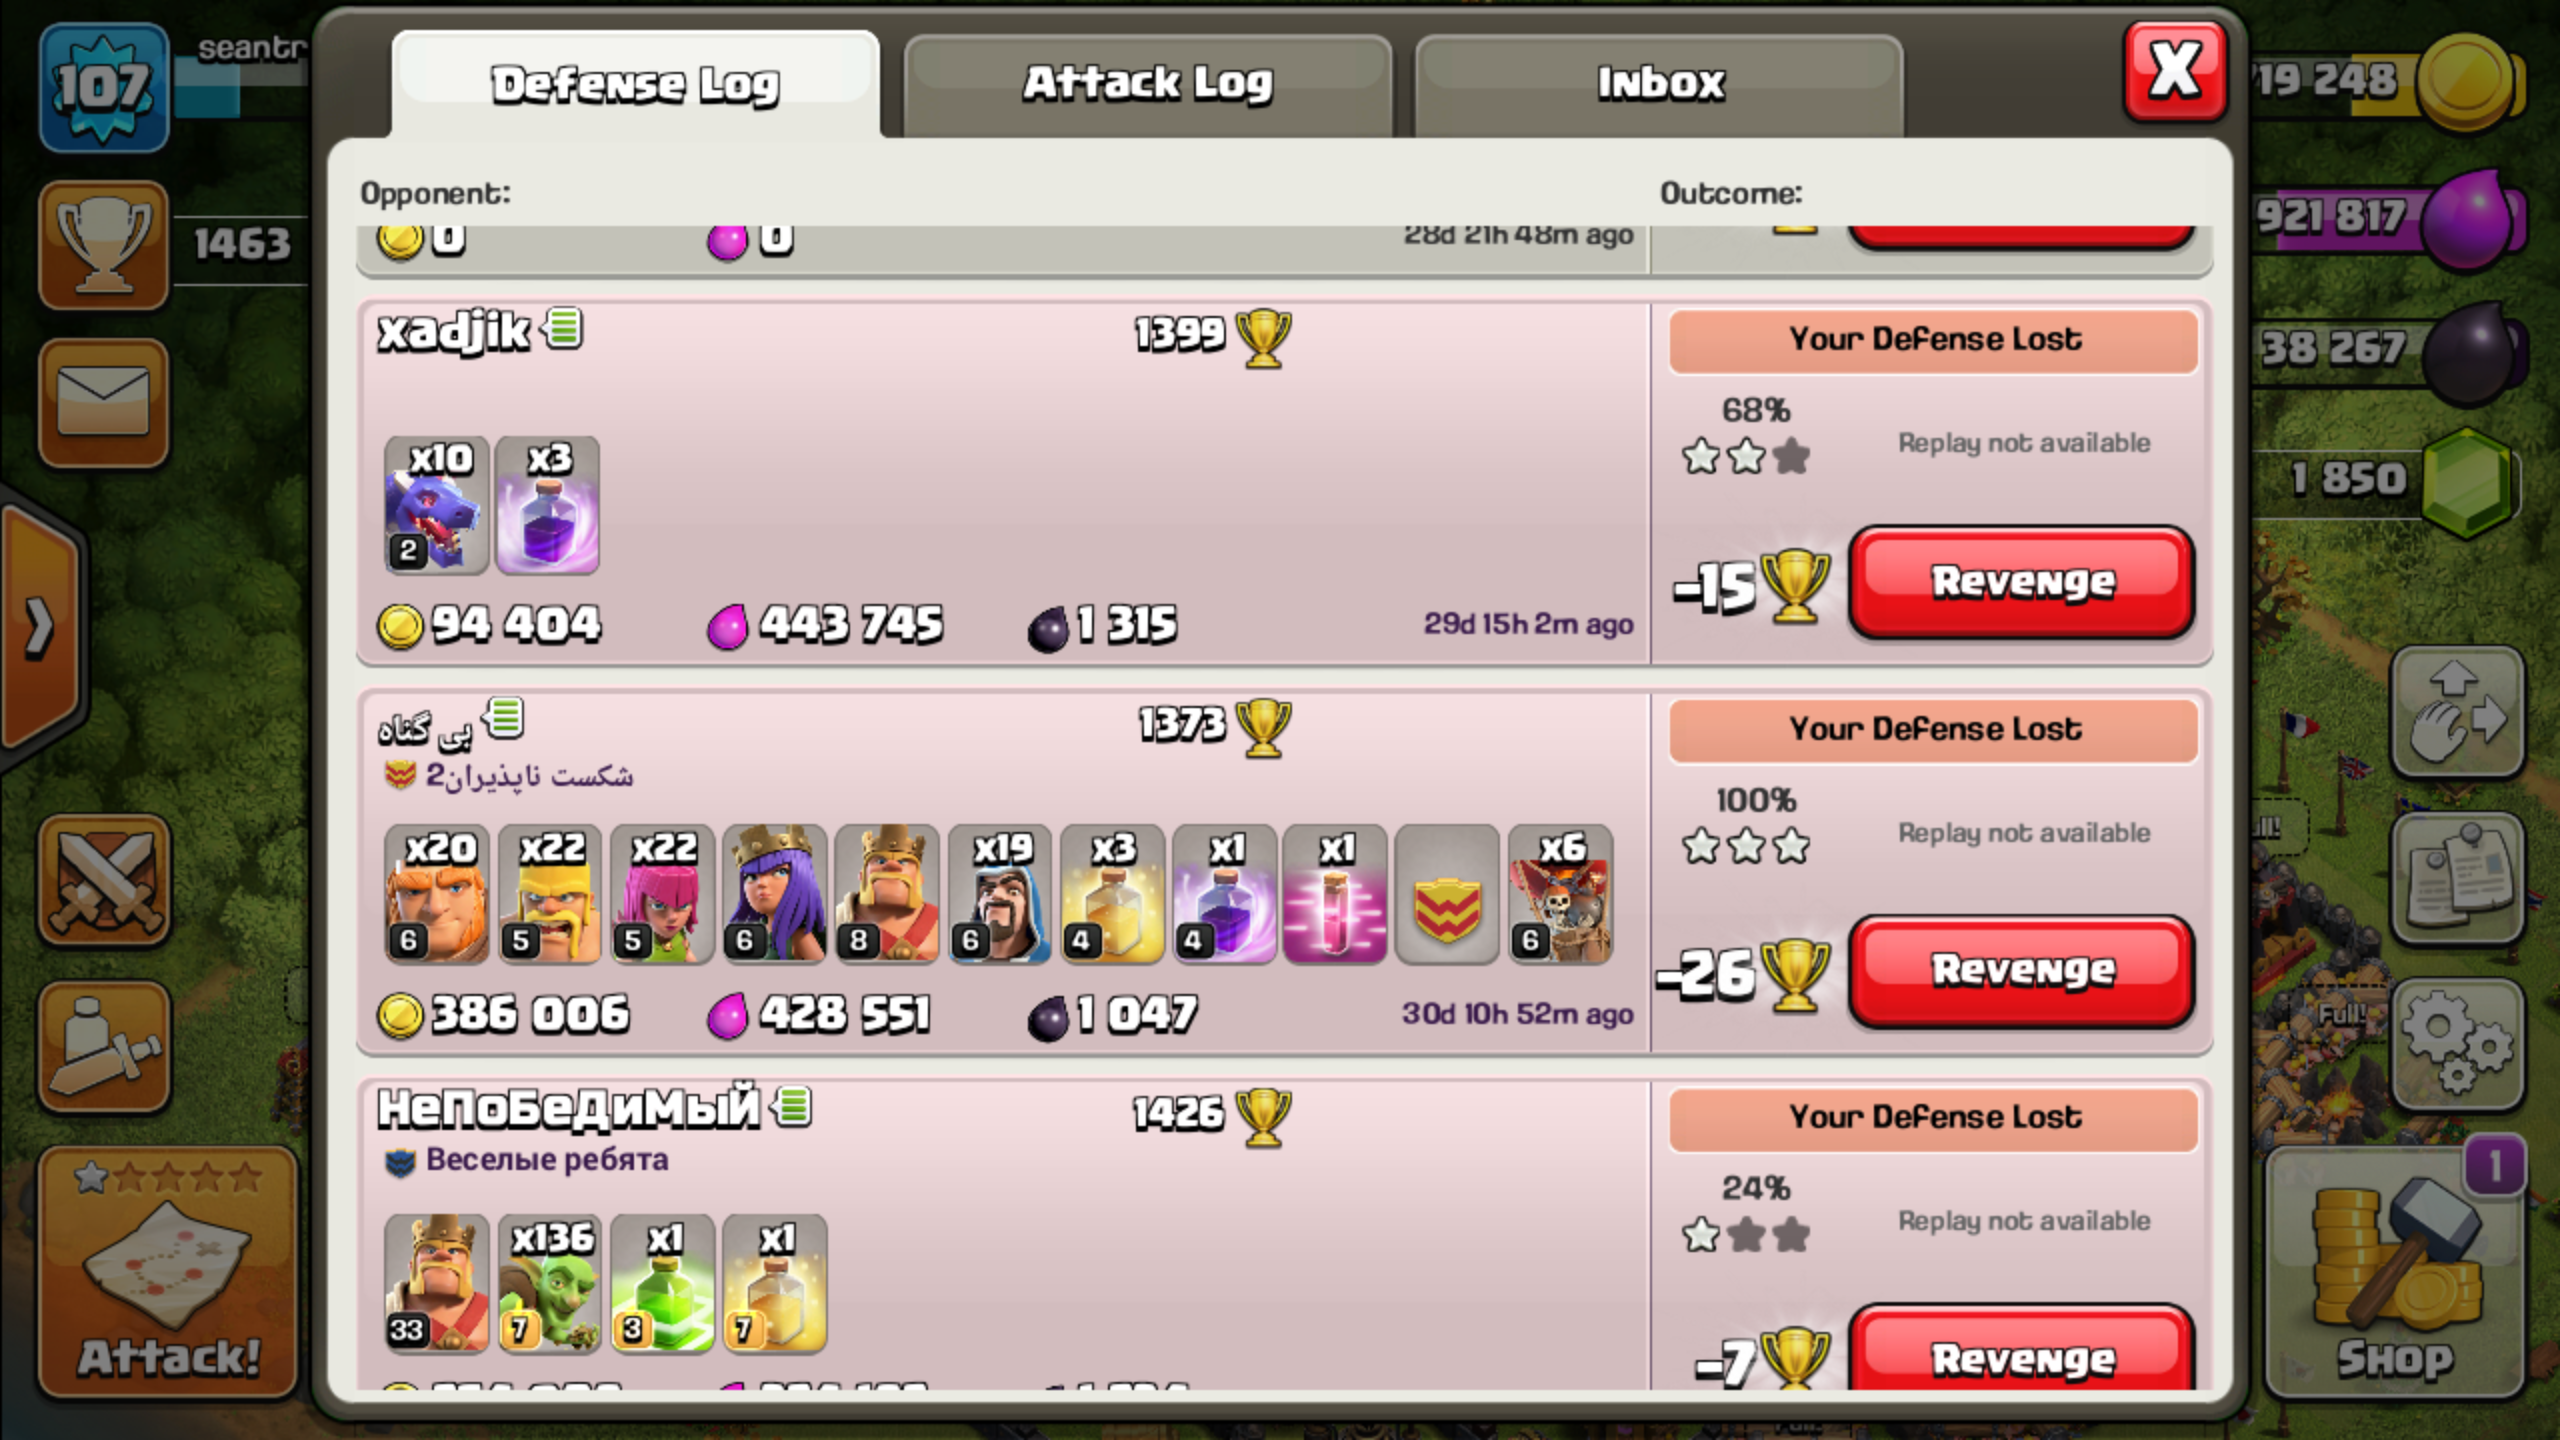 107
seantr
Defense Log
Attack Log
Inbox
X
19 248
1463
921 817
38 267
1 850
Opponent:
Outcome:
0
0
28d 21h 48m ago
xadjik
1399
Your Defense Lost
68%
Replay not available
x10
x3
2
94 404
443 745
1 315
29d 15h 2m ago
-15
Revenge
بی گناه
1373
شکست ناپذیران2
Your Defense Lost
100%
Replay not available
x20
x22
x22
x19
x3
x1
x1
x6
6
5
5
6
8
6
4
4
6
386 006
428 551
1 047
30d 10h 52m ago
-26
Revenge
НеПоБеДиМыЙ
1426
Веселые ребята
Your Defense Lost
24%
Replay not available
x136
x1
x1
33
7
3
7
-7
Revenge
Attack!
Full!
1
Shop